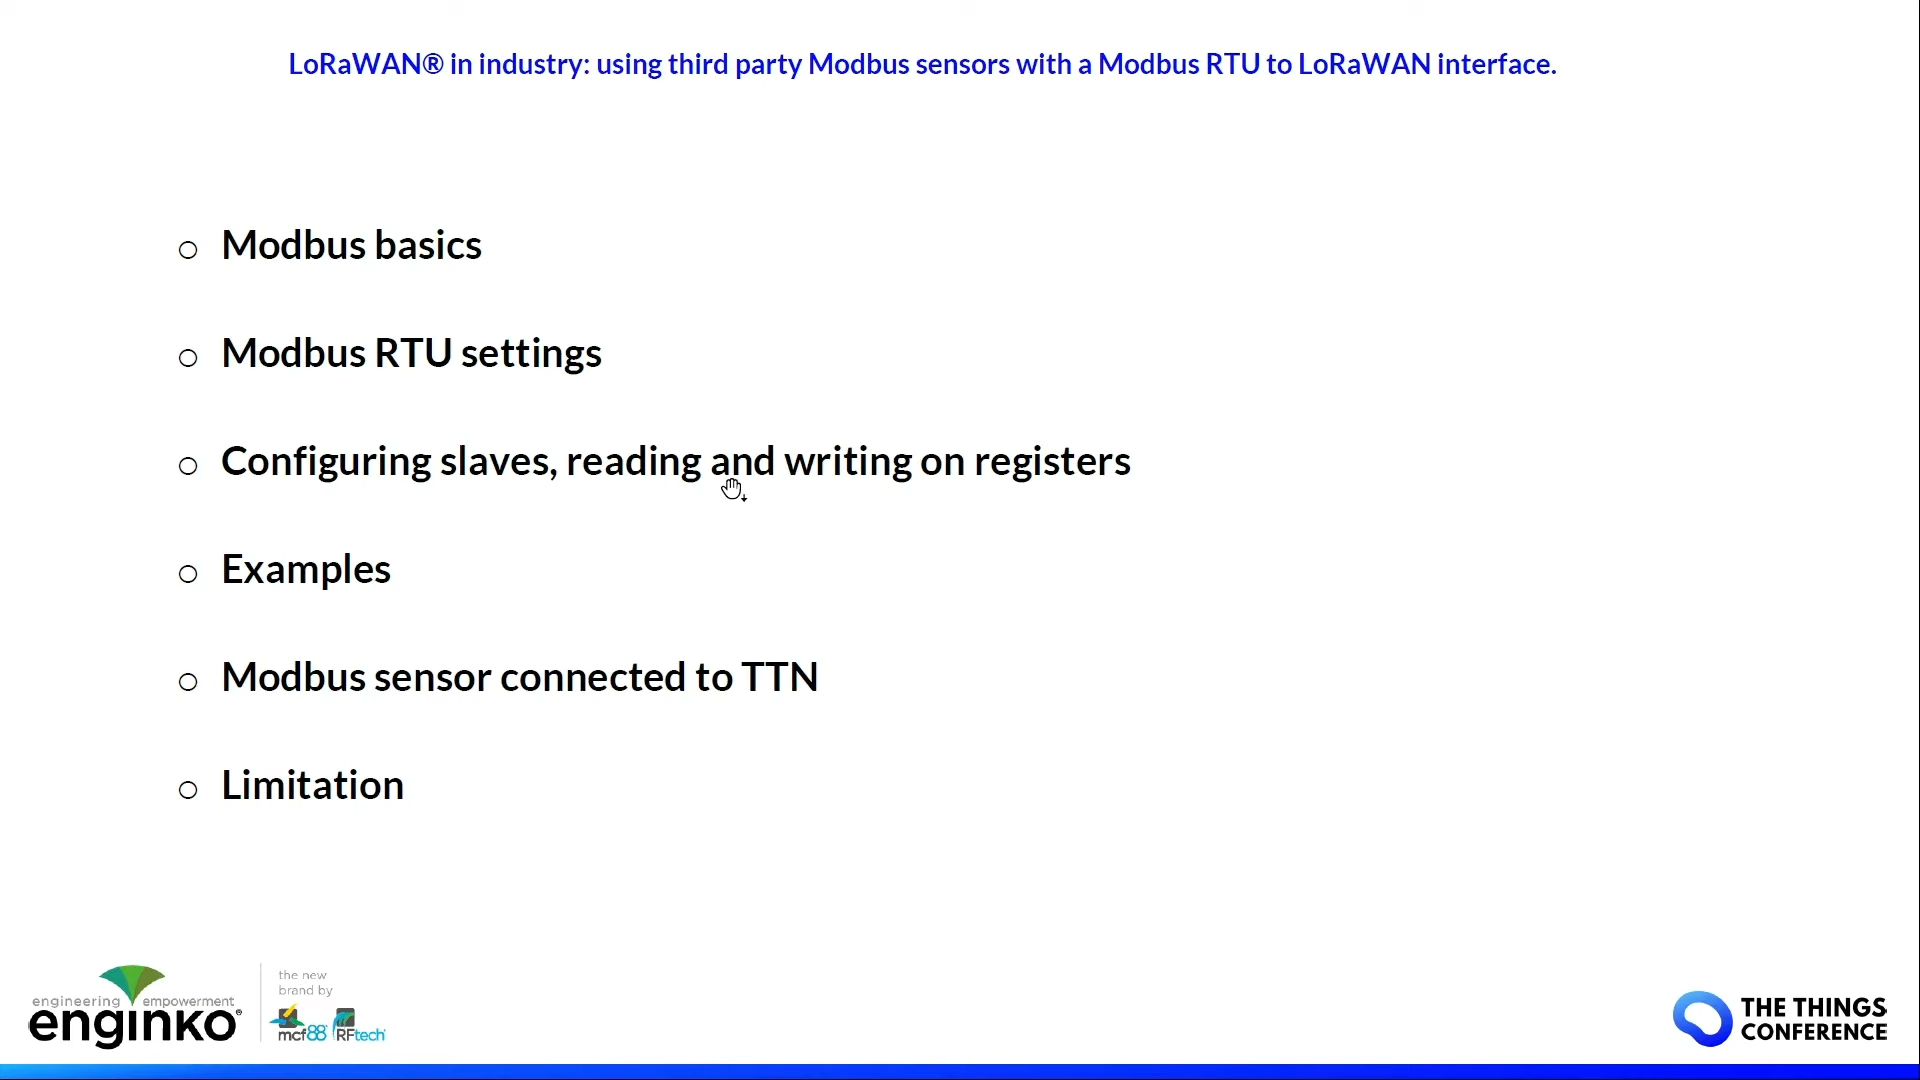 LoRaWAN® in industry: using third party Modbus sensors with a Modbus RTU to LoRaWAN interface.
○ Modbus basics
○ Modbus RTU settings
○ Configuring slaves, reading and writing on registers
○ Examples
○ Modbus sensor connected to TTN
○ Limitation
engineering empowerment
enginko®
the new
brand by
mcf88® RFtech
THE THINGS
CONFERENCE